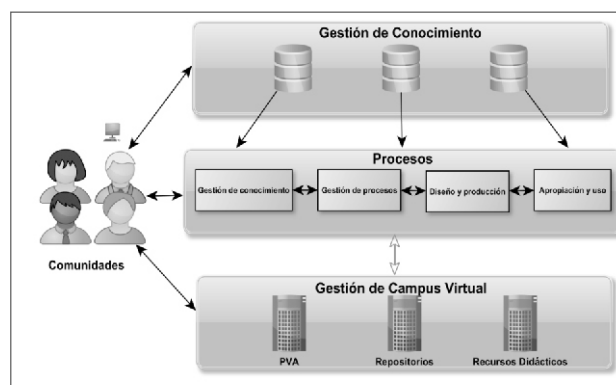 Gestión de Conocimiento
Procesos
Gestión de conocimiento
Gestión de procesos
Diseño y producción
Apropiación y uso
Comunidades
Gestión de Campus Virtual
PVA
Repositorios
Recursos Didácticos